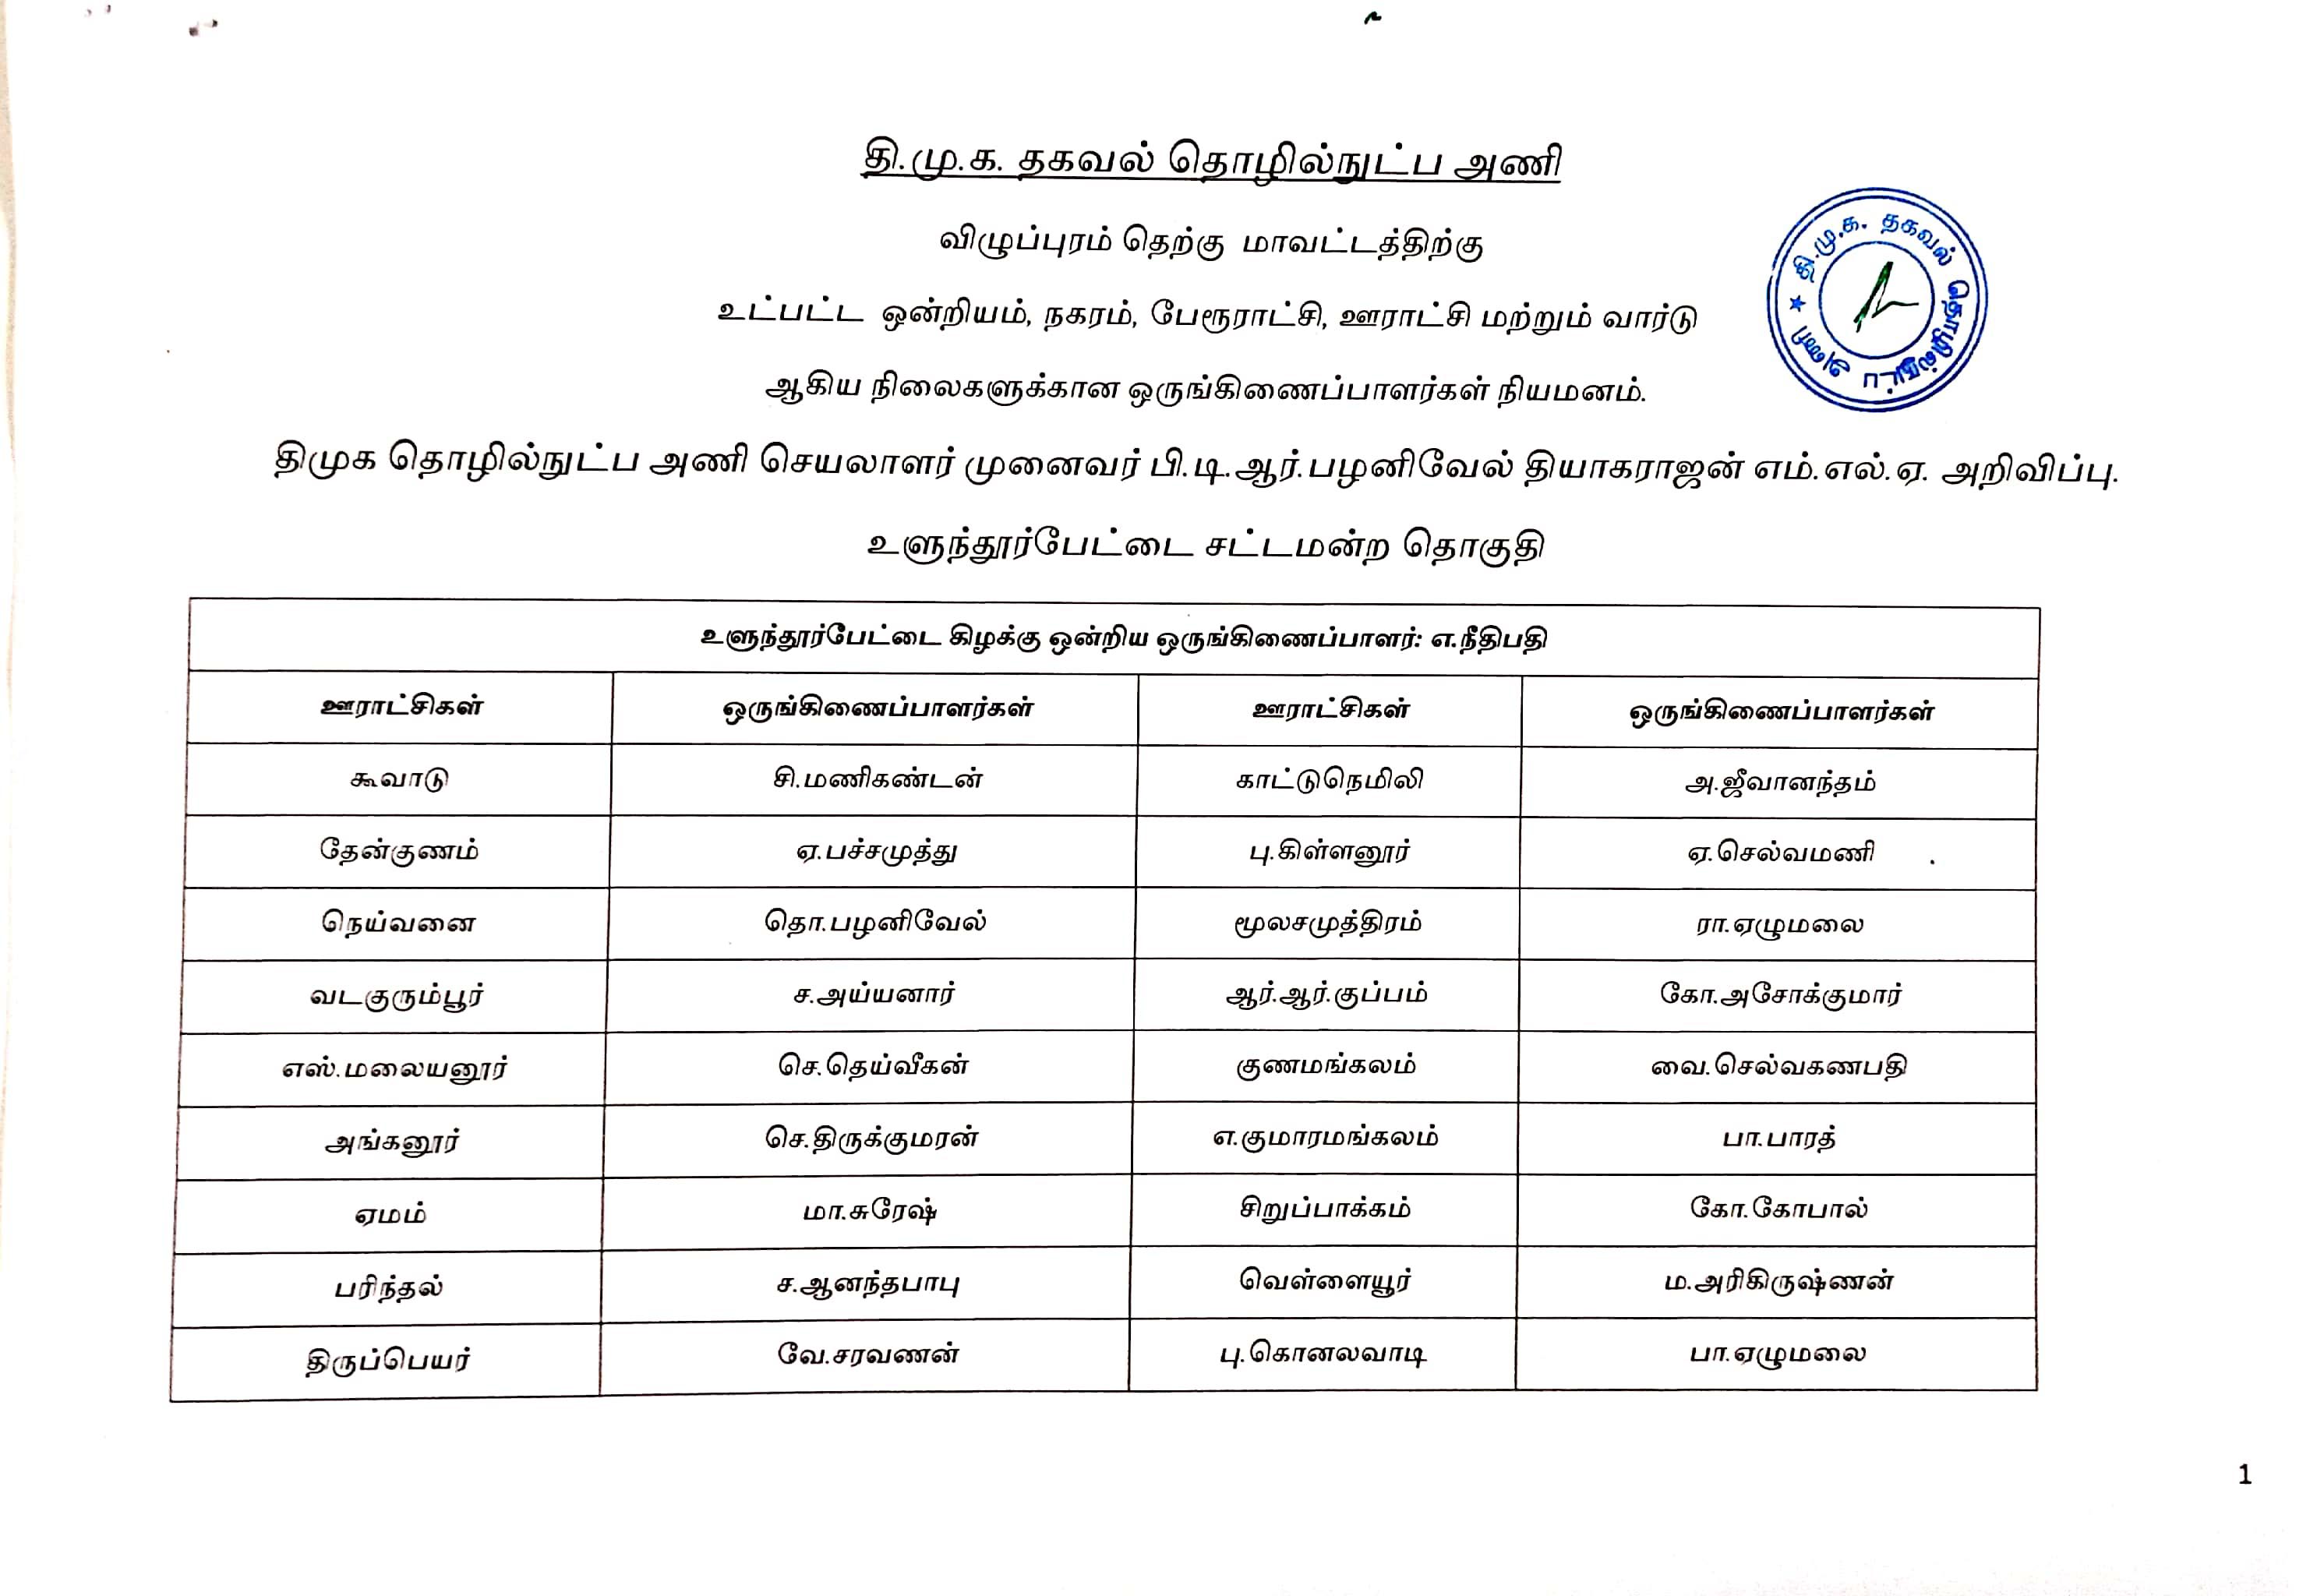 தி.மு.க. தகவல் தொழில்நுட்ப அணி
விழுப்புரம் தெற்கு மாவட்டத்திற்கு
உட்பட்ட ஒன்றியம், நகரம், பேரூராட்சி, ஊராட்சி மற்றும் வார்டு
ஆகிய நிலைகளுக்கான ஒருங்கிணைப்பாளர்கள் நியமனம்.
தி.மு.க. தகவல் தொழில்நுட்ப அணி ★
திமுக தொழில்நுட்ப அணி செயலாளர் முனைவர் பி.டி.ஆர்.பழனிவேல் தியாகராஜன் எம்.எல்.ஏ. அறிவிப்பு.
உளுந்தூர்பேட்டை சட்டமன்ற தொகுதி
உளுந்தூர்பேட்டை கிழக்கு ஒன்றிய ஒருங்கிணைப்பாளர்: எ.நீதிபதி
ஊராட்சிகள் ஒருங்கிணைப்பாளர்கள் ஊராட்சிகள் ஒருங்கிணைப்பாளர்கள்
கூவாடு சி.மணிகண்டன் காட்டுநெமிலி அ.ஜீவானந்தம்
தேன்குணம் ஏ.பச்சமுத்து பு.கிள்ளனூர் ஏ.செல்வமணி
நெய்வனை தொ.பழனிவேல் மூலசமுத்திரம் ரா.ஏழுமலை
வடகுரும்பூர் ச.அய்யனார் ஆர்.ஆர்.குப்பம் கோ.அசோக்குமார்
எஸ்.மலையனூர் செ.தெய்வீகன் குணமங்கலம் வை.செல்வகணபதி
அங்கனூர் செ.திருக்குமரன் எ.குமாரமங்கலம் பா.பாரத்
ஏமம் மா.சுரேஷ் சிறுப்பாக்கம் கோ.கோபால்
பரிந்தல் ச.ஆனந்தபாபு வெள்ளையூர் ம.அரிகிருஷ்ணன்
திருப்பெயர் வே.சரவணன் பு.கொனலவாடி பா.ஏழுமலை
1